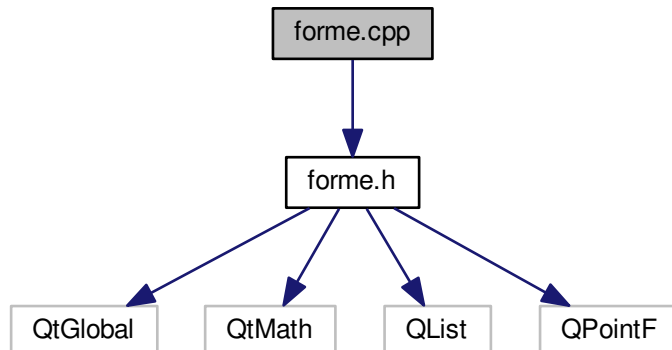 forme.cpp
forme.h
QtGlobal
QtMath
QList
QPointF